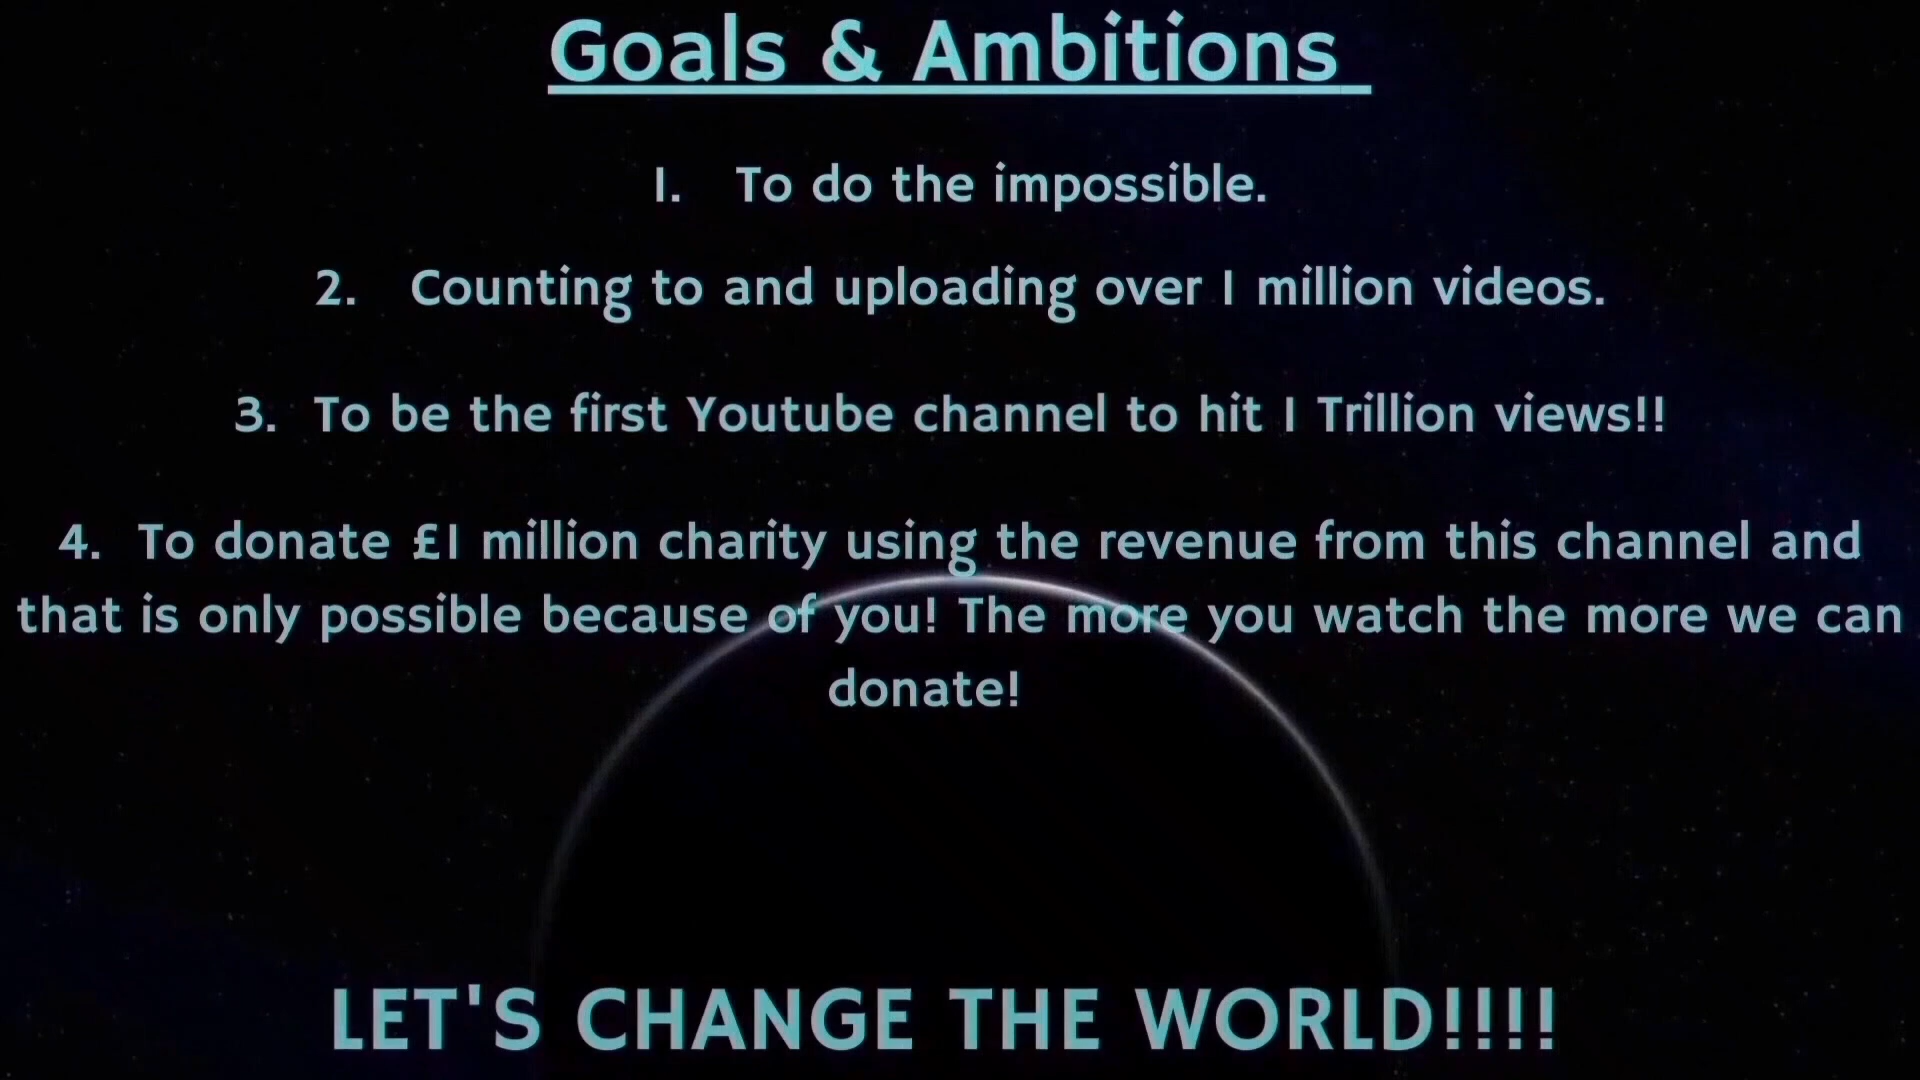 Goals & Ambitions
1. To do the impossible.
2. Counting to and uploading over 1 million videos.
3. To be the first Youtube channel to hit 1 Trillion views!!
4. To donate £1 million charity using the revenue from this channel and
that is only possible because of you! The more you watch the more we can
donate!
LET'S CHANGE THE WORLD!!!!